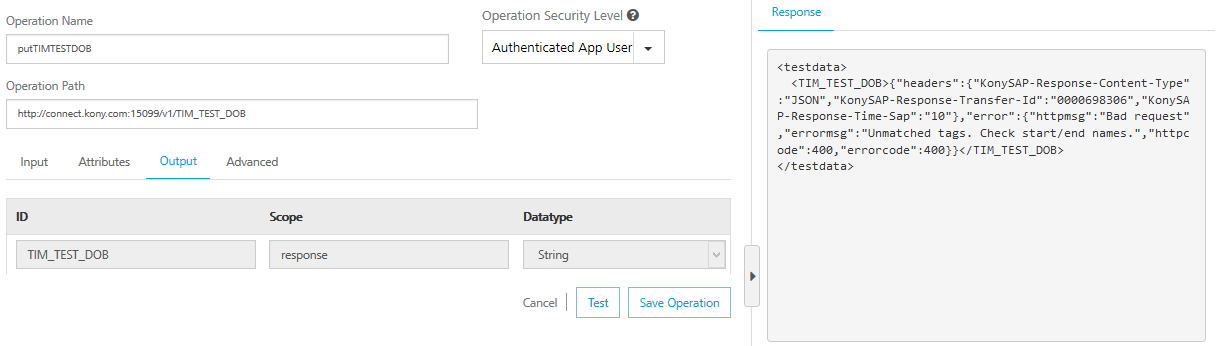 Operation Name
Operation Security Level ?
putTIMTESTDOB
Authenticated App User
Operation Path
http://connect.kony.com:15099/v1/TIM_TEST_DOB
Input Attributes Output Advanced
ID Scope Datatype
TIM_TEST_DOB response String
Cancel Test Save Operation
Response
<testdata>
  <TIM_TEST_DOB>{"headers":{"KonySAP-Response-Content-Type"
:"JSON","KonySAP-Response-Transfer-Id":"0000698306","KonySA
P-Response-Time-Sap":"10"},"error":{"httpmsg":"Bad request"
,"errormsg":"Unmatched tags. Check start/end names.","httpc
ode":400,"errorcode":400}}</TIM_TEST_DOB>
</testdata>